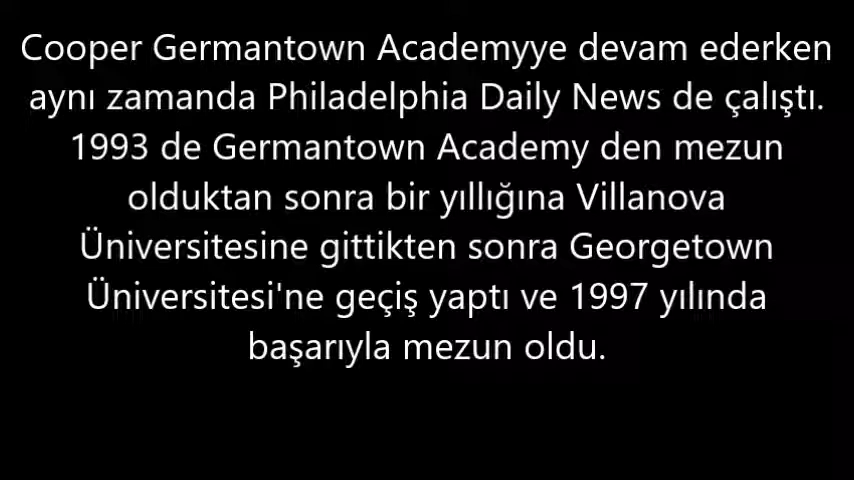 Cooper Germantown Academyye devam ederken
aynı zamanda Philadelphia Daily News de çalıştı.
1993 de Germantown Academy den mezun
olduktan sonra bir yıllığına Villanova
Üniversitesine gittikten sonra Georgetown
Üniversitesi'ne geçiş yaptı ve 1997 yılında
başarıyla mezun oldu.